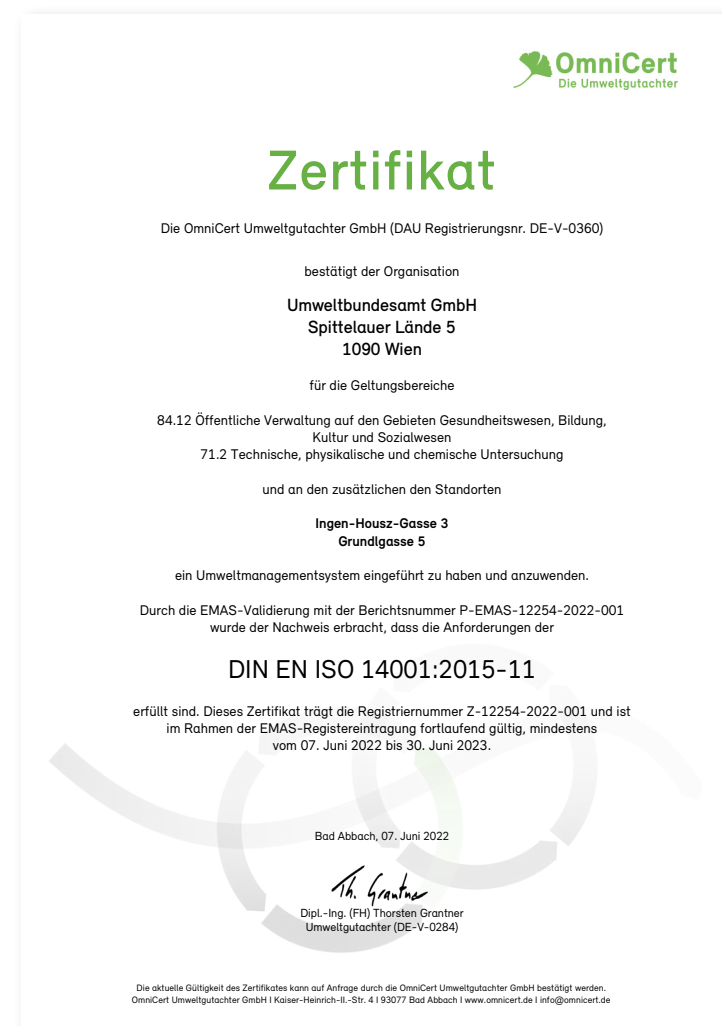 OmniCert
Die Umweltgutachter
Zertifikat
Die OmniCert Umweltgutachter GmbH (DAU Registrierungsnr. DE-V-0360)
bestätigt der Organisation
Umweltbundesamt GmbH
Spittelauer Lände 5
1090 Wien
für die Geltungsbereiche
84.12 Öffentliche Verwaltung auf den Gebieten Gesundheitswesen, Bildung,
Kultur und Sozialwesen
71.2 Technische, physikalische und chemische Untersuchung
und an den zusätzlichen den Standorten
Ingen-Housz-Gasse 3
Grundlgasse 5
ein Umweltmanagementsystem eingeführt zu haben und anzuwenden.
Durch die EMAS-Validierung mit der Berichtsnummer P-EMAS-12254-2022-001
wurde der Nachweis erbracht, dass die Anforderungen der
DIN EN ISO 14001:2015-11
erfüllt sind. Dieses Zertifikat trägt die Registriernummer Z-12254-2022-001 und ist
im Rahmen der EMAS-Registereintragung fortlaufend gültig, mindestens
vom 07. Juni 2022 bis 30. Juni 2023.
Bad Abbach, 07. Juni 2022
Th. Grantner
Dipl.-Ing. (FH) Thorsten Grantner
Umweltgutachter (DE-V-0284)
Die aktuelle Gültigkeit des Zertifikates kann auf Anfrage durch die OmniCert Umweltgutachter GmbH bestätigt werden.
OmniCert Umweltgutachter GmbH I Kaiser-Heinrich-II.-Str. 4 I 93077 Bad Abbach I www.omnicert.de I info@omnicert.de